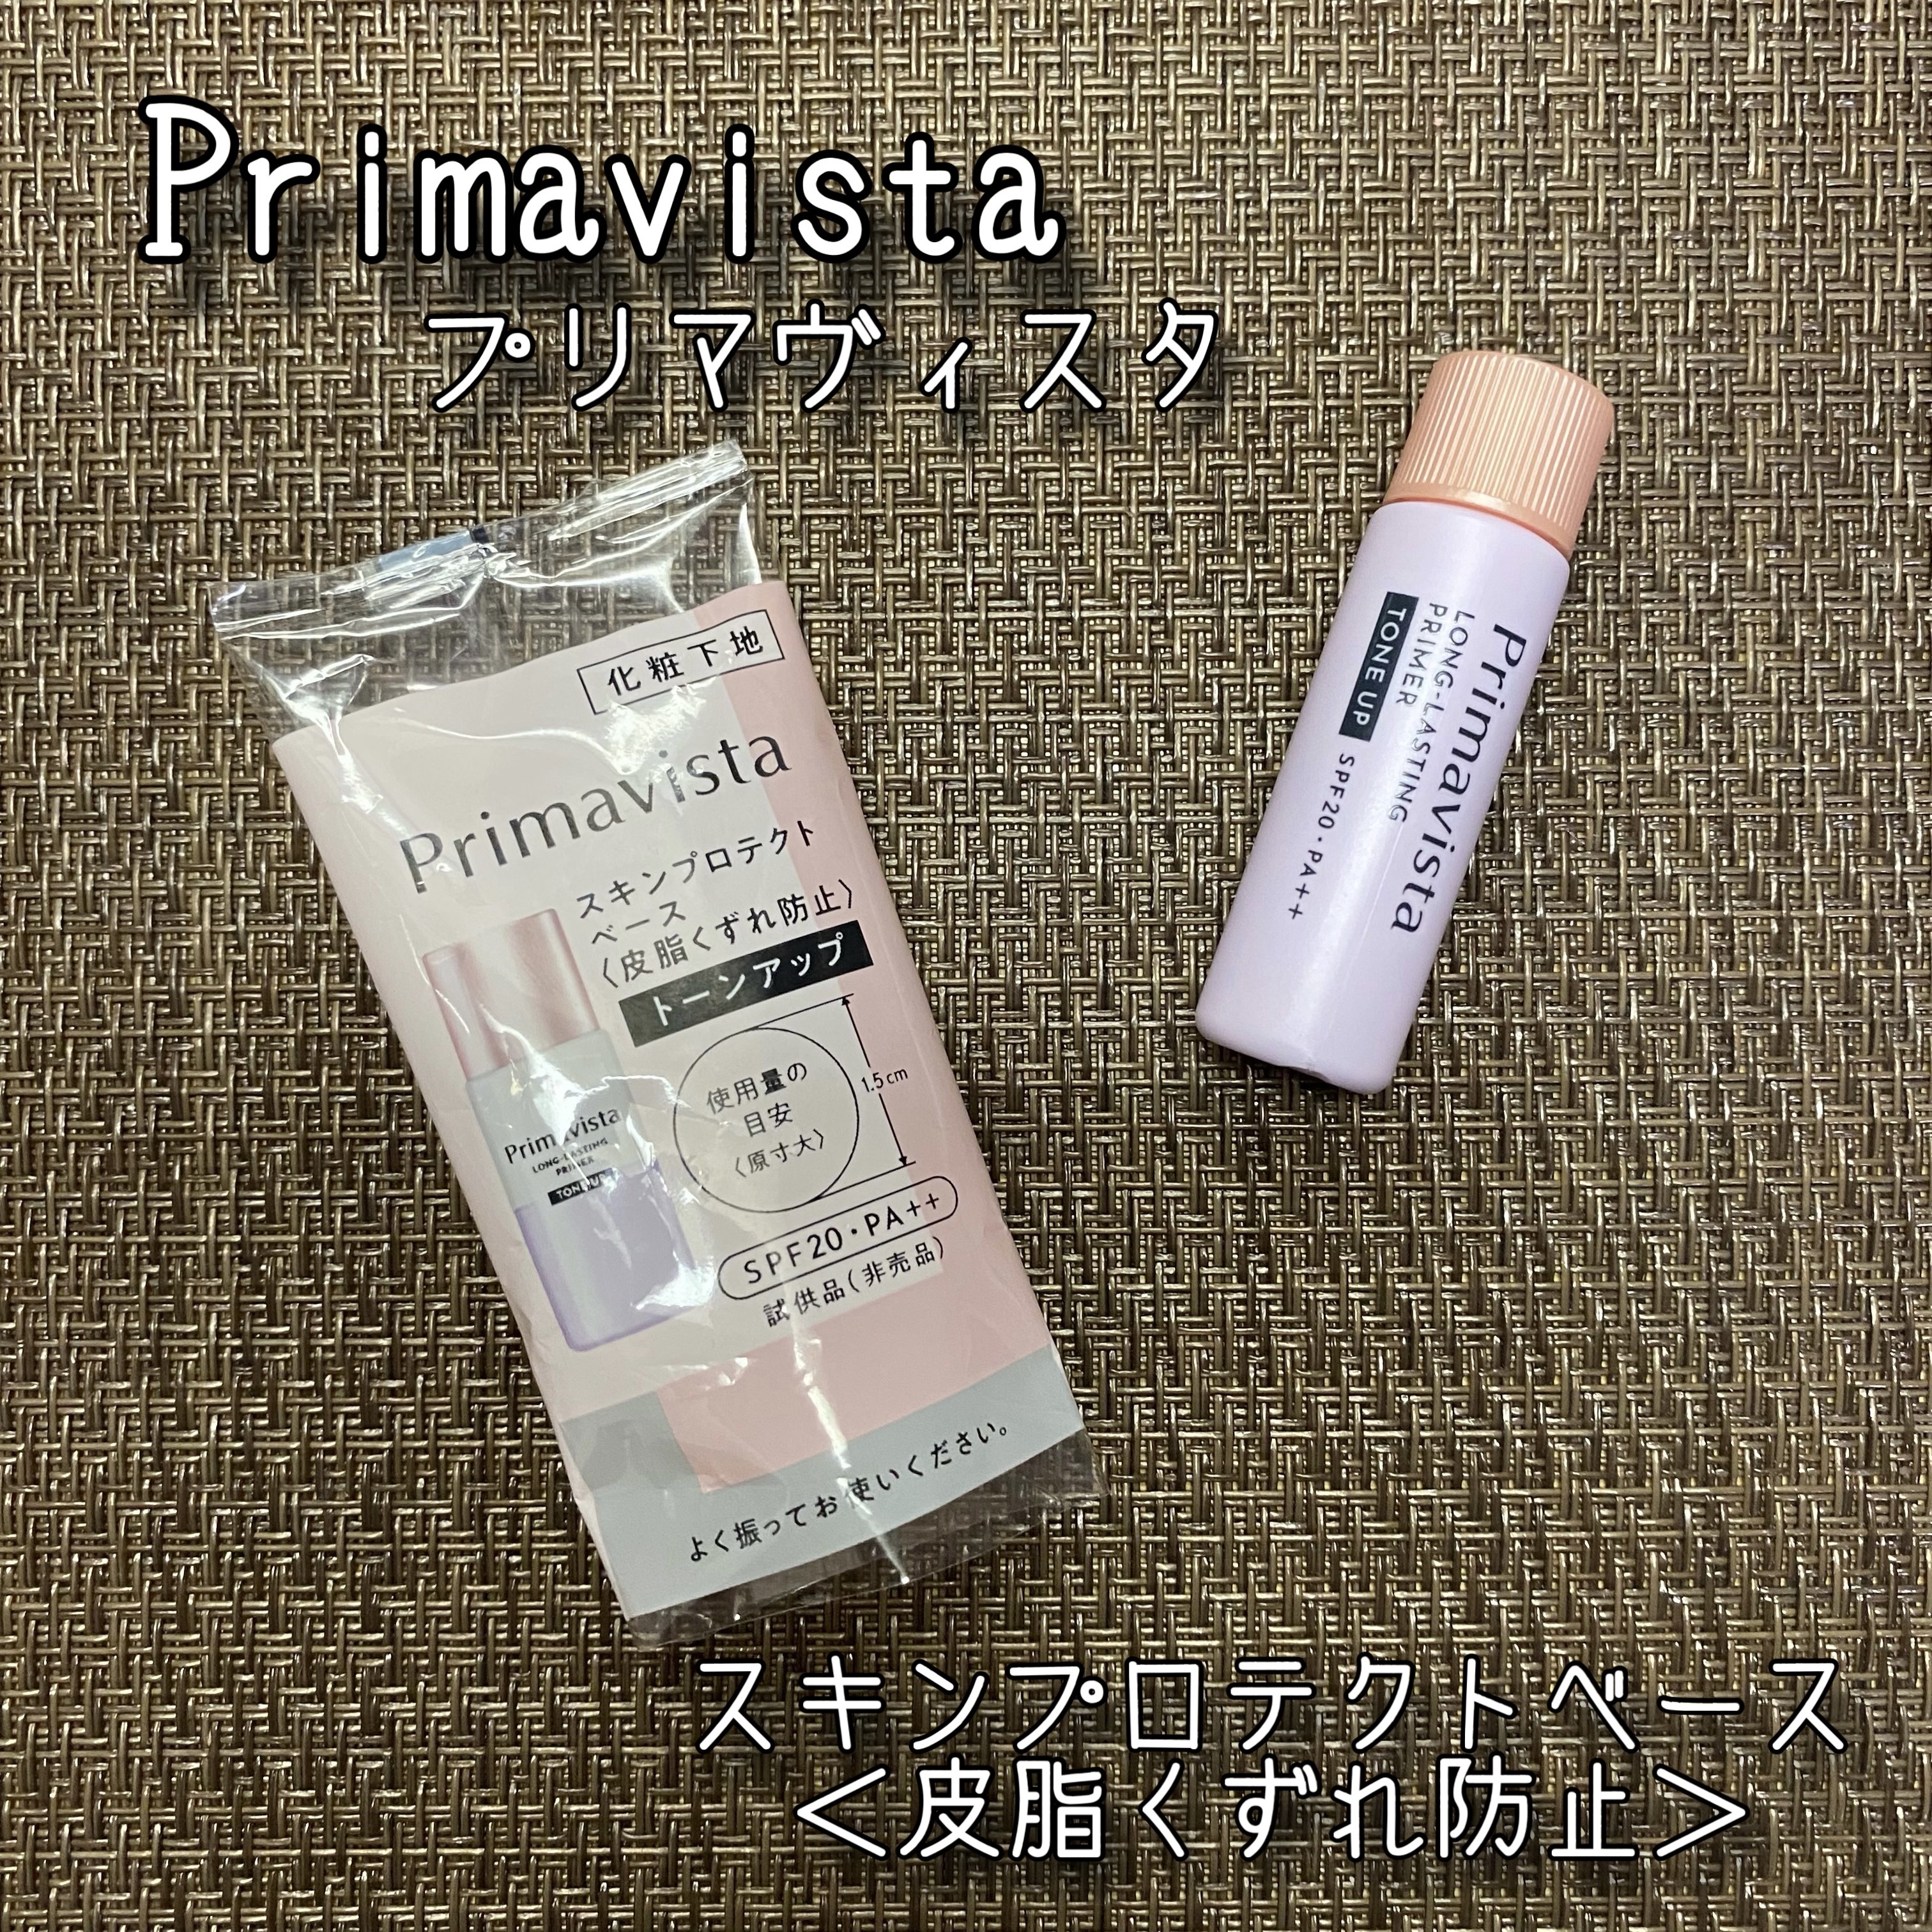 Primavista
プリマヴィスタ
化粧下地
Primavista
スキンプロテクト
ベース
〈皮脂くずれ防止〉
トーンアップ
使用量の
目安
〈原寸大〉
1.5cm
Primavista
LONG-LASTING
PRIMER
TONE UP
SPF20・PA++
試供品(非売品)
よく振ってお使いください。
Primavista
LONG-LASTING
PRIMER
TONE UP SPF20・PA++
スキンプロテクトベース
<皮脂くずれ防止>